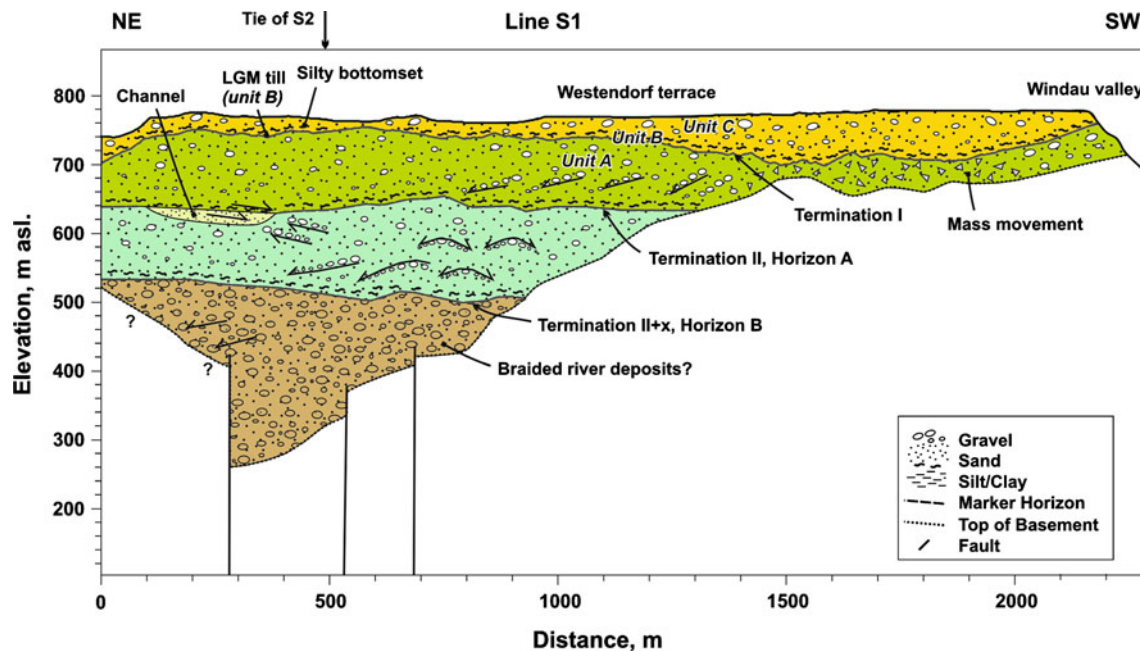 NE
Tie of S2
Line S1
SW
LGM till
(unit B)
Silty bottomset
Channel
Westendorf terrace
Windau valley
Unit C
Unit B
Unit A
Termination I
Mass movement
Termination II, Horizon A
Termination II+x, Horizon B
Braided river deposits?
?
?
Elevation, m asl.
800
700
600
500
400
300
200
0
500
1000
1500
2000
Distance, m
Gravel
Sand
Silt/Clay
Marker Horizon
Top of Basement
Fault